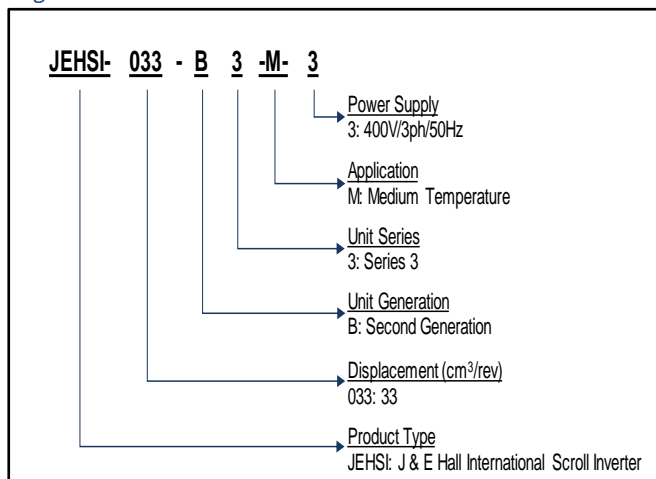 JEHSI- 033 - B 3 -M- 3
Power Supply
3: 400V/3ph/50Hz
Application
M: Medium Temperature
Unit Series
3: Series 3
Unit Generation
B: Second Generation
Displacement (cm³/rev)
033: 33
Product Type
JEHSI: J & E Hall International Scroll Inverter